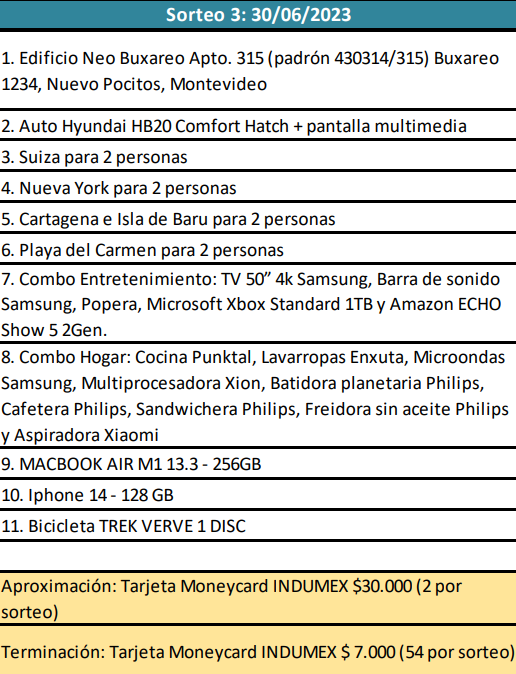 Sorteo 3: 30/06/2023
1. Edificio Neo Buxareo Apto. 315 (padrón 430314/315) Buxareo
1234, Nuevo Pocitos, Montevideo
2. Auto Hyundai HB20 Comfort Hatch + pantalla multimedia
3. Suiza para 2 personas
4. Nueva York para 2 personas
5. Cartagena e Isla de Baru para 2 personas
6. Playa del Carmen para 2 personas
7. Combo Entretenimiento: TV 50” 4k Samsung, Barra de sonido
Samsung, Popera, Microsoft Xbox Standard 1TB y Amazon ECHO
Show 5 2Gen.
8. Combo Hogar: Cocina Punktal, Lavarropas Enxuta, Microondas
Samsung, Multiprocesadora Xion, Batidora planetaria Philips,
Cafetera Philips, Sandwichera Philips, Freidora sin aceite Philips
y Aspiradora Xiaomi
9. MACBOOK AIR M1 13.3 - 256GB
10. Iphone 14 - 128 GB
11. Bicicleta TREK VERVE 1 DISC
Aproximación: Tarjeta Moneycard INDUMEX $30.000 (2 por
sorteo)
Terminación: Tarjeta Moneycard INDUMEX $ 7.000 (54 por sorteo)